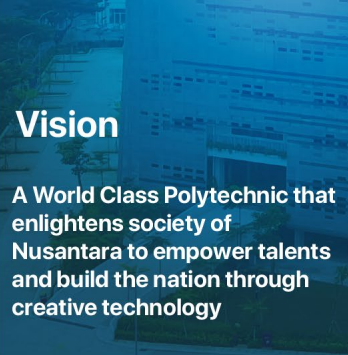 Vision
A World Class Polytechnic that
enlightens society of
Nusantara to empower talents
and build the nation through
creative technology